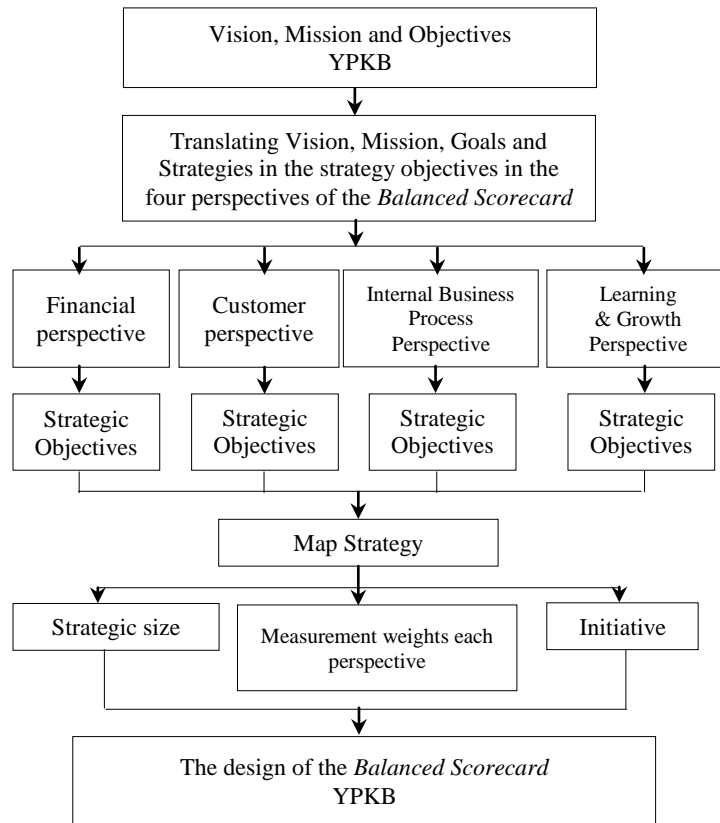 Vision, Mission and Objectives
YPKB
Translating Vision, Mission, Goals and
Strategies in the strategy objectives in the
four perspectives of the Balanced Scorecard
Financial
perspective
Customer
perspective
Internal Business
Process
Perspective
Learning
& Growth
Perspective
Strategic
Objectives
Strategic
Objectives
Strategic
Objectives
Strategic
Objectives
Map Strategy
Strategic size
Measurement weights each
perspective
Initiative
The design of the Balanced Scorecard
YPKB